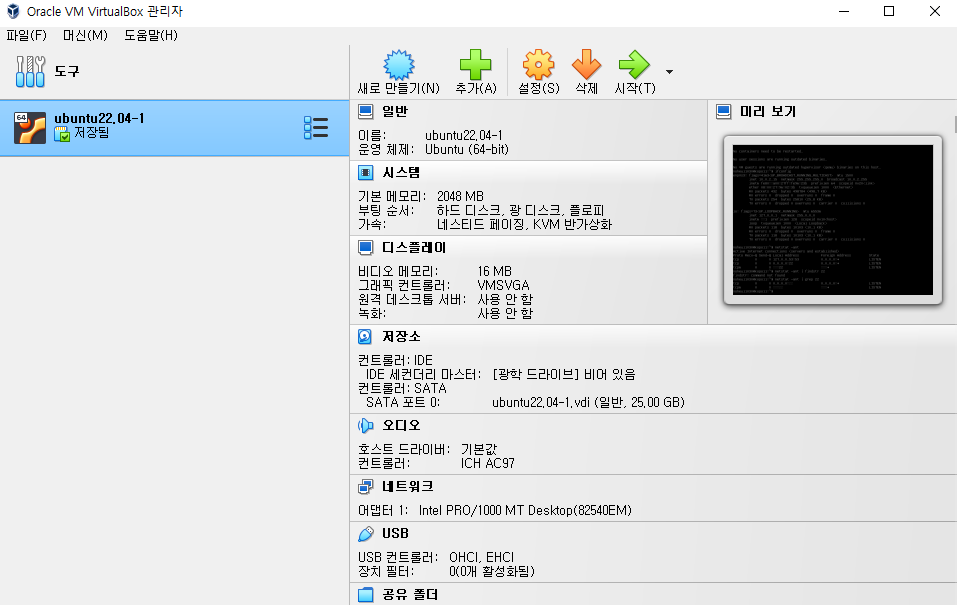 Oracle VM VirtualBox 관리자
파일(F) 머신(M) 도움말(H)
도구
새로 만들기(N) 추가(A) 설정(S) 삭제 시작(T)
64
ubuntu22,04-1
저장됨
일반
이름: ubuntu22,04-1
운영 체제: Ubuntu (64-bit)
미리 보기
시스템
기본 메모리: 2048 MB
부팅 순서: 하드 디스크, 광 디스크, 플로피
가속: 네스티드 페이징, KVM 반가상화
디스플레이
비디오 메모리: 16 MB
그래픽 컨트롤러: VMSVGA
원격 데스크톱 서버: 사용 안 함
녹화: 사용 안 함
저장소
컨트롤러: IDE
IDE 세컨더리 마스터: [광학 드라이브] 비어 있음
컨트롤러: SATA
SATA 포트 0: ubuntu22,04-1,vdi (일반, 25,00 GB)
오디오
호스트 드라이버: 기본값
컨트롤러: ICH AC97
네트워크
어댑터 1: Intel PRO/1000 MT Desktop(82540EM)
USB
USB 컨트롤러: OHCI, EHCI
장치 필터: 0(0개 활성화됨)
공유 폴더